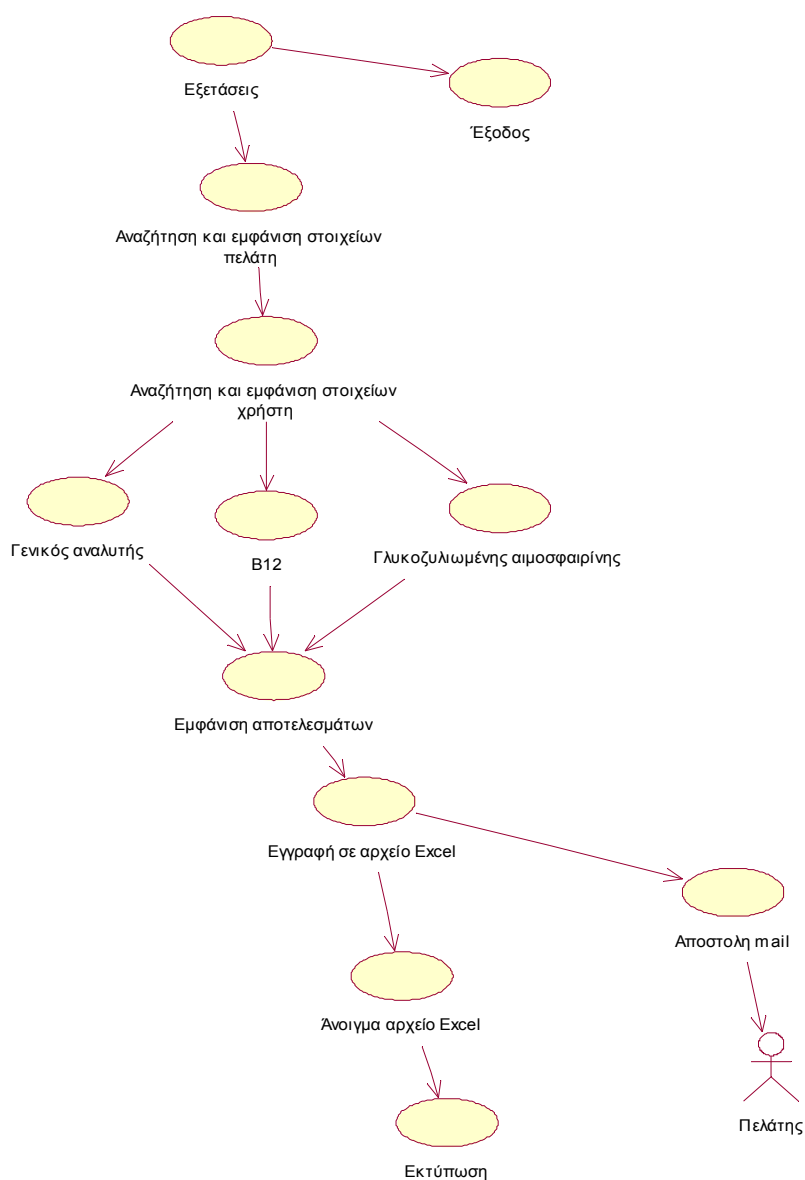 Εξετάσεις
Έξοδος
Αναζήτηση και εμφάνιση στοιχείων
πελάτη
Αναζήτηση και εμφάνιση στοιχείων
χρήστη
Γενικός αναλυτής
B12
Γλυκοζυλιωμένης αιμοσφαιρίνης
Εμφάνιση αποτελεσμάτων
Εγγραφή σε αρχείο Excel
Αποστολη mail
Άνοιγμα αρχείο Excel
Πελάτης
Εκτύπωση